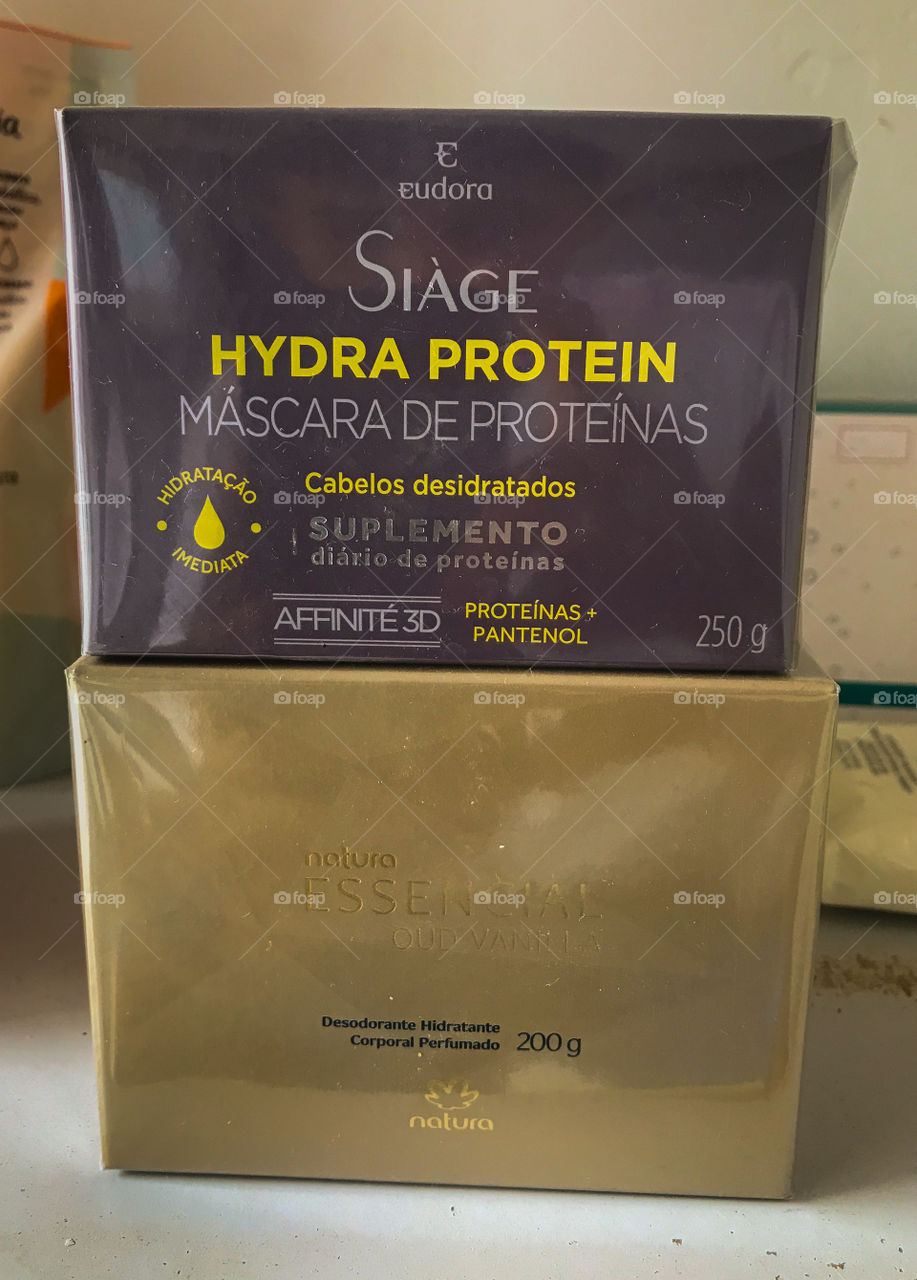 Eudora
SIÀGE
HYDRA PROTEIN
MÁSCARA DE PROTEÍNAS
HIDRATAÇÃO
IMEDIATA
Cabelos desidratados
SUPLEMENTO
diário de proteínas
AFFINITÉ 3D
PROTEÍNAS +
PANTENOL
250 g
natura
ESSENCIAL
OUD VANILLA
Desodorante Hidratante
Corporal Perfumado
200 g
natura
foap